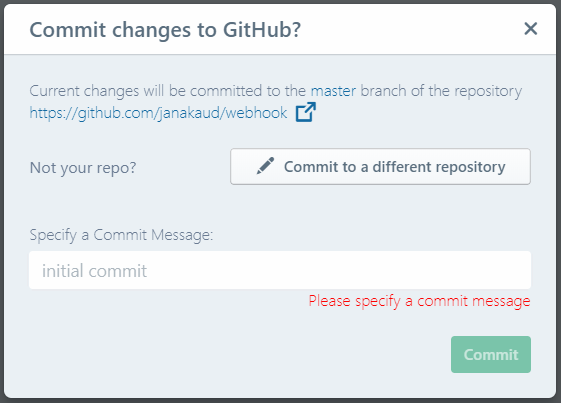 Commit changes to GitHub?
Current changes will be committed to the master branch of the repository
https://github.com/janakaud/webhook
Not your repo?
Commit to a different repository
Specify a Commit Message:
initial commit
Please specify a commit message
Commit